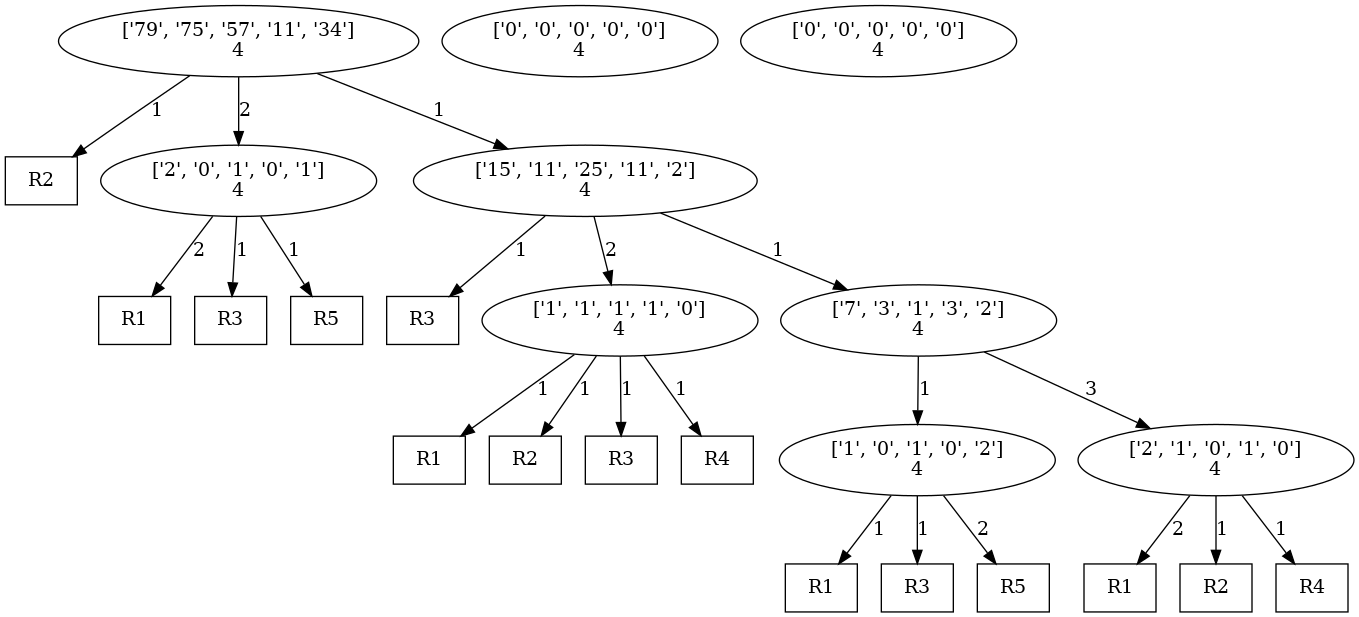 ['79', '75', '57', '11', '34']
4
['0', '0', '0', '0', '0']
4
['0', '0', '0', '0', '0']
4
1
2
1
R2
['2', '0', '1', '0', '1']
4
['15', '11', '25', '11', '2']
4
2
1
1
1
2
1
R1
R3
R5
R3
['1', '1', '1', '1', '0']
4
['7', '3', '1', '3', '2']
4
1
1
1
1
1
3
R1
R2
R3
R4
['1', '0', '1', '0', '2']
4
['2', '1', '0', '1', '0']
4
1
1
2
2
1
1
R1
R3
R5
R1
R2
R4